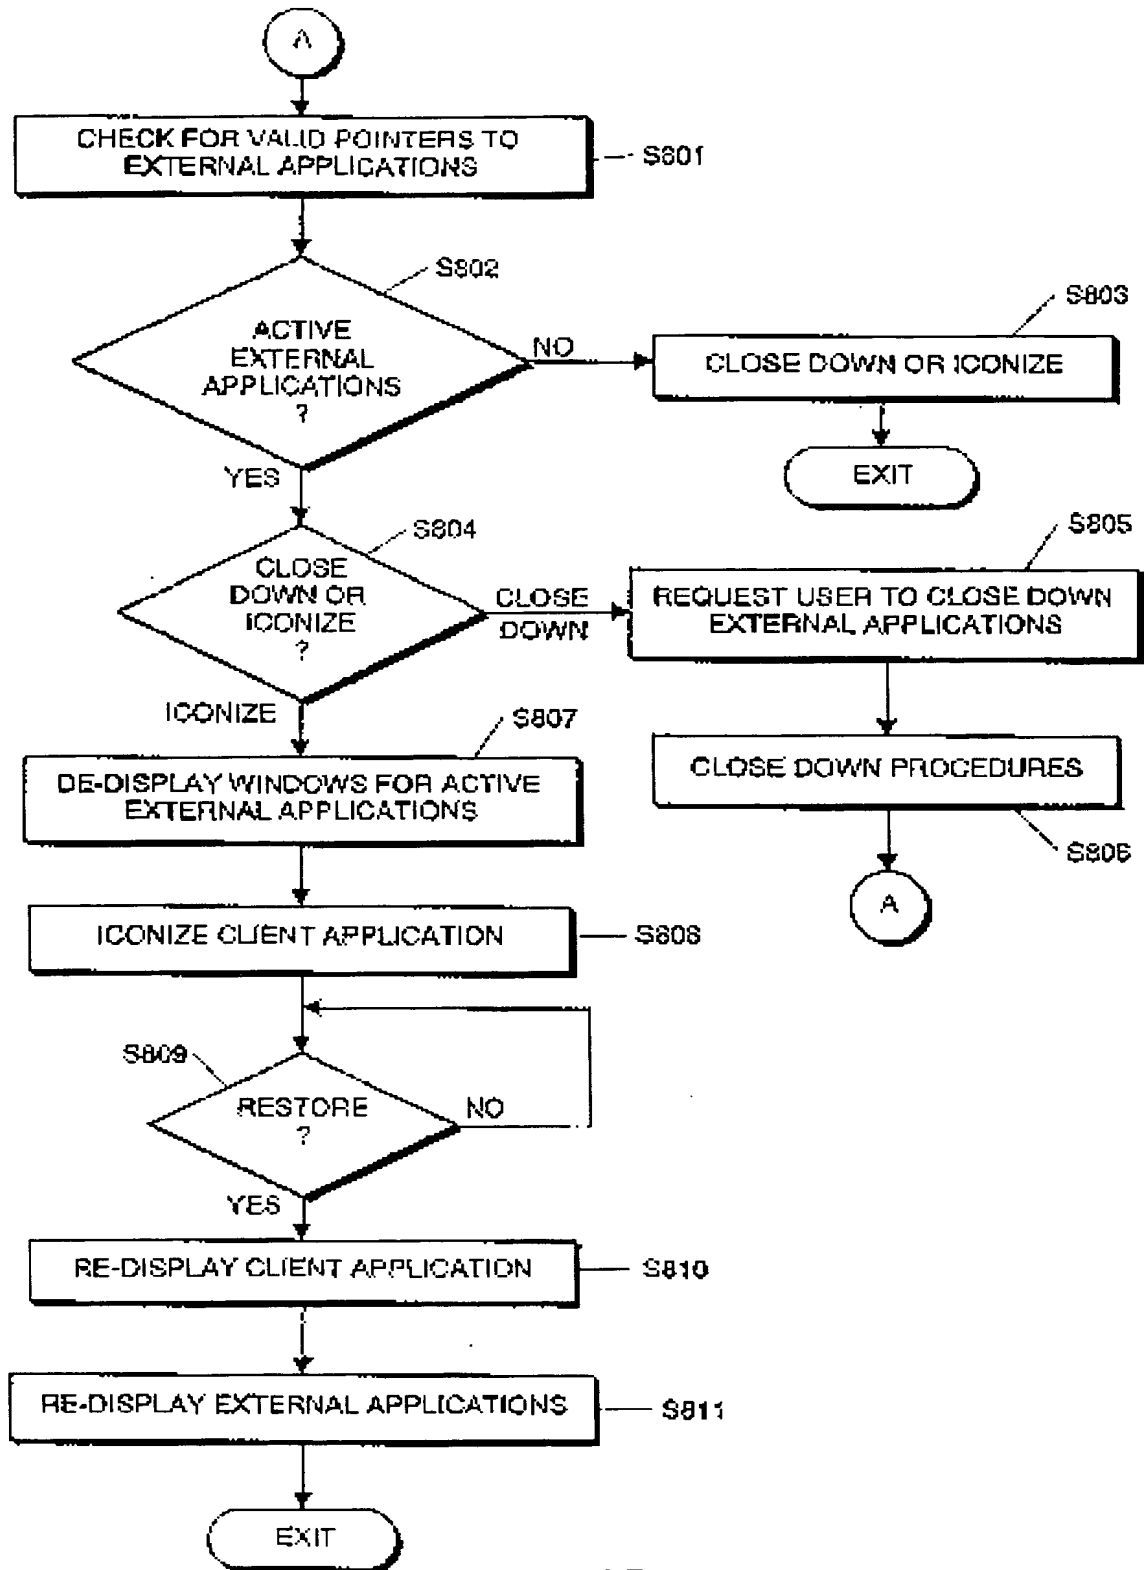 A
CHECK FOR VALID POINTERS TO
EXTERNAL APPLICATIONS
S801
S802
ACTIVE
EXTERNAL
APPLICATIONS
?
NO
S803
CLOSE DOWN OR ICONIZE
EXIT
YES
S804
CLOSE
DOWN OR
ICONIZE
?
CLOSE
DOWN
S805
REQUEST USER TO CLOSE DOWN
EXTERNAL APPLICATIONS
ICONIZE
S807
DE-DISPLAY WINDOWS FOR ACTIVE
EXTERNAL APPLICATIONS
CLOSE DOWN PROCEDURES
S806
A
ICONIZE CLIENT APPLICATION
S808
S809
RESTORE
?
NO
YES
RE-DISPLAY CLIENT APPLICATION
S810
RE-DISPLAY EXTERNAL APPLICATIONS
S811
EXIT